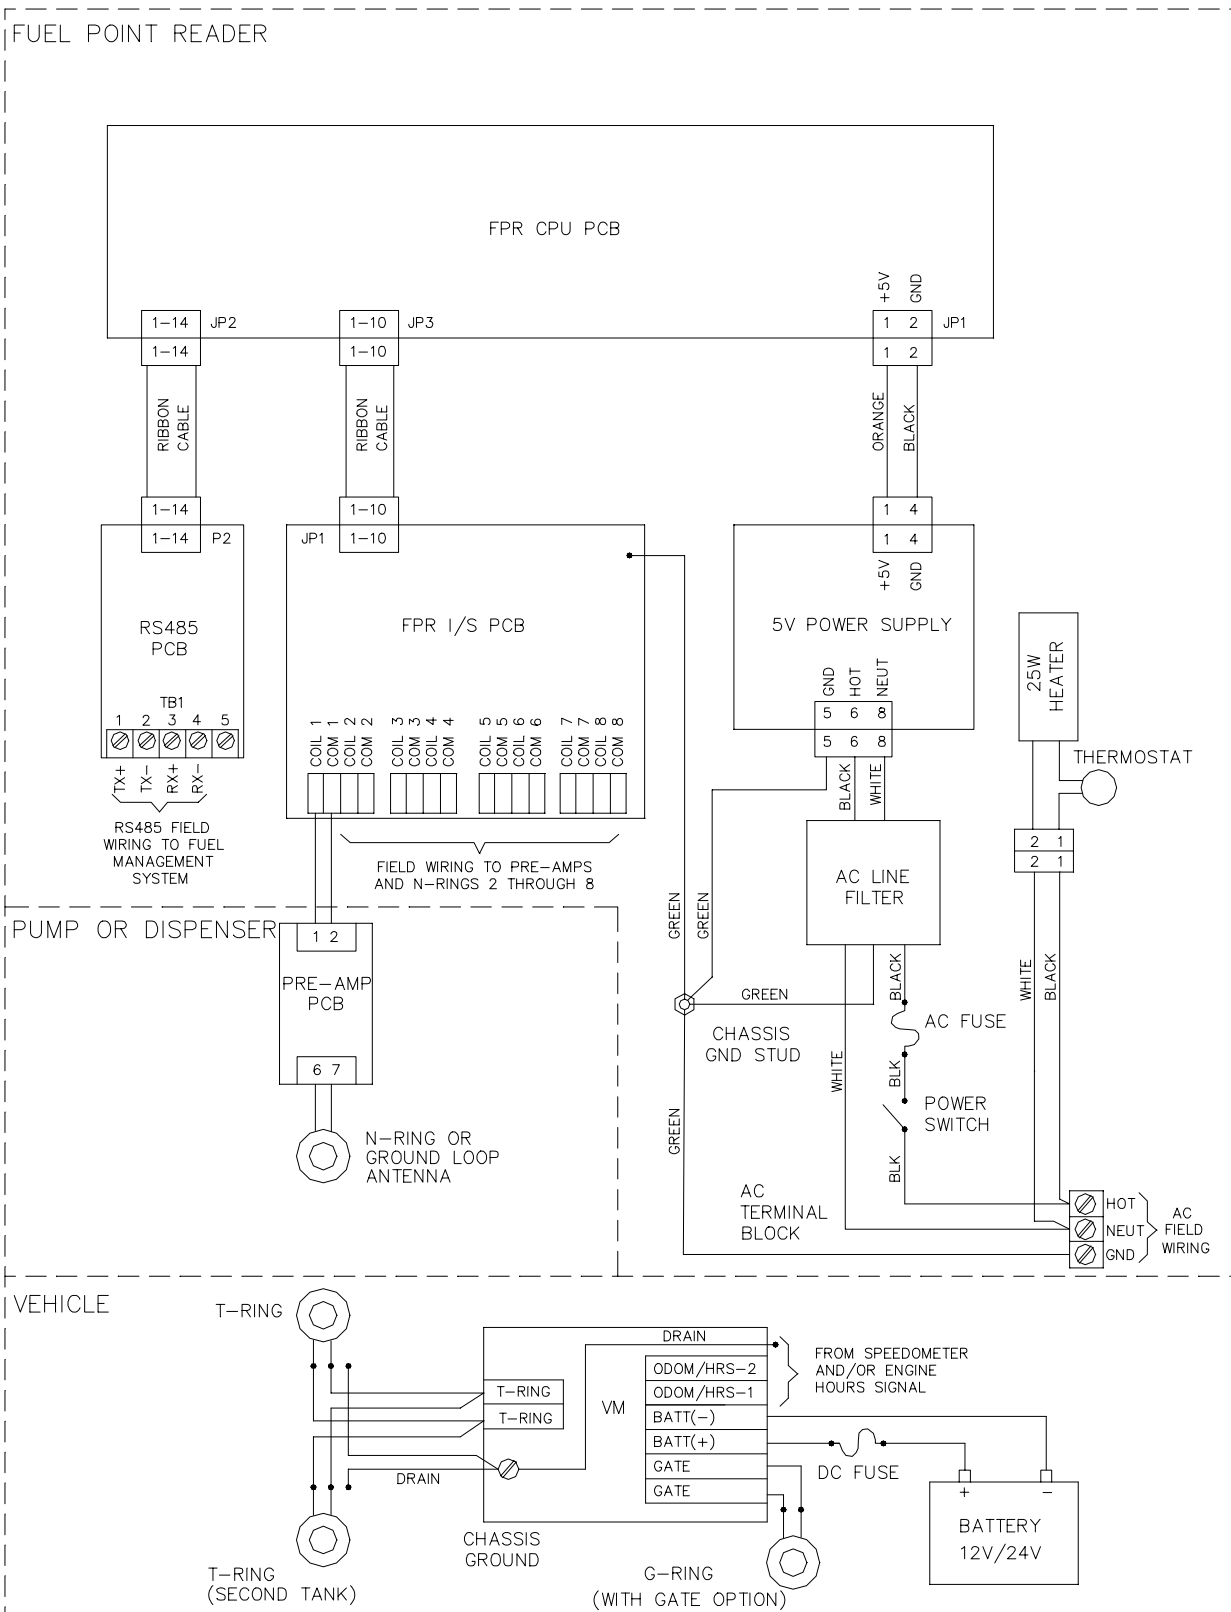 FUEL POINT READER
FPR CPU PCB
+5V
GND
1-14
JP2
1-10
JP3
1 2
JP1
1-14
1-10
1 2
RIBBON
CABLE
RIBBON
CABLE
ORANGE
BLACK
1-14
1-14
P2
1-10
JP1
1-10
1 4
1 4
+5V
GND
RS485
PCB
TB1
1 2 3 4 5
TX+
TX-
RX+
RX-
RS485 FIELD
WIRING TO FUEL
MANAGEMENT
SYSTEM
FPR I/S PCB
COIL 1
COM 1
COIL 2
COM 2
COIL 3
COM 3
COIL 4
COM 4
COIL 5
COM 5
COIL 6
COM 6
COIL 7
COM 7
COIL 8
COM 8
FIELD WIRING TO PRE-AMPS
AND N-RINGS 2 THROUGH 8
5V POWER SUPPLY
GND
HOT
NEUT
5 6 8
5 6 8
BLACK
WHITE
25W
HEATER
THERMOSTAT
2 1
2 1
AC LINE
FILTER
GREEN
GREEN
GREEN
BLACK
WHITE
BLACK
AC FUSE
CHASSIS
GND STUD
WHITE
BLK
POWER
SWITCH
GREEN
BLK
AC
TERMINAL
BLOCK
HOT
NEUT
GND
AC
FIELD
WIRING
PUMP OR DISPENSER
1 2
PRE-AMP
PCB
6 7
N-RING OR
GROUND LOOP
ANTENNA
VEHICLE
T-RING
DRAIN
T-RING
T-RING
VM
ODOM/HRS-2
ODOM/HRS-1
BATT(-)
BATT(+)
GATE
GATE
FROM SPEEDOMETER
AND/OR ENGINE
HOURS SIGNAL
DC FUSE
DRAIN
CHASSIS
GROUND
+ -
BATTERY
12V/24V
T-RING
(SECOND TANK)
G-RING
(WITH GATE OPTION)